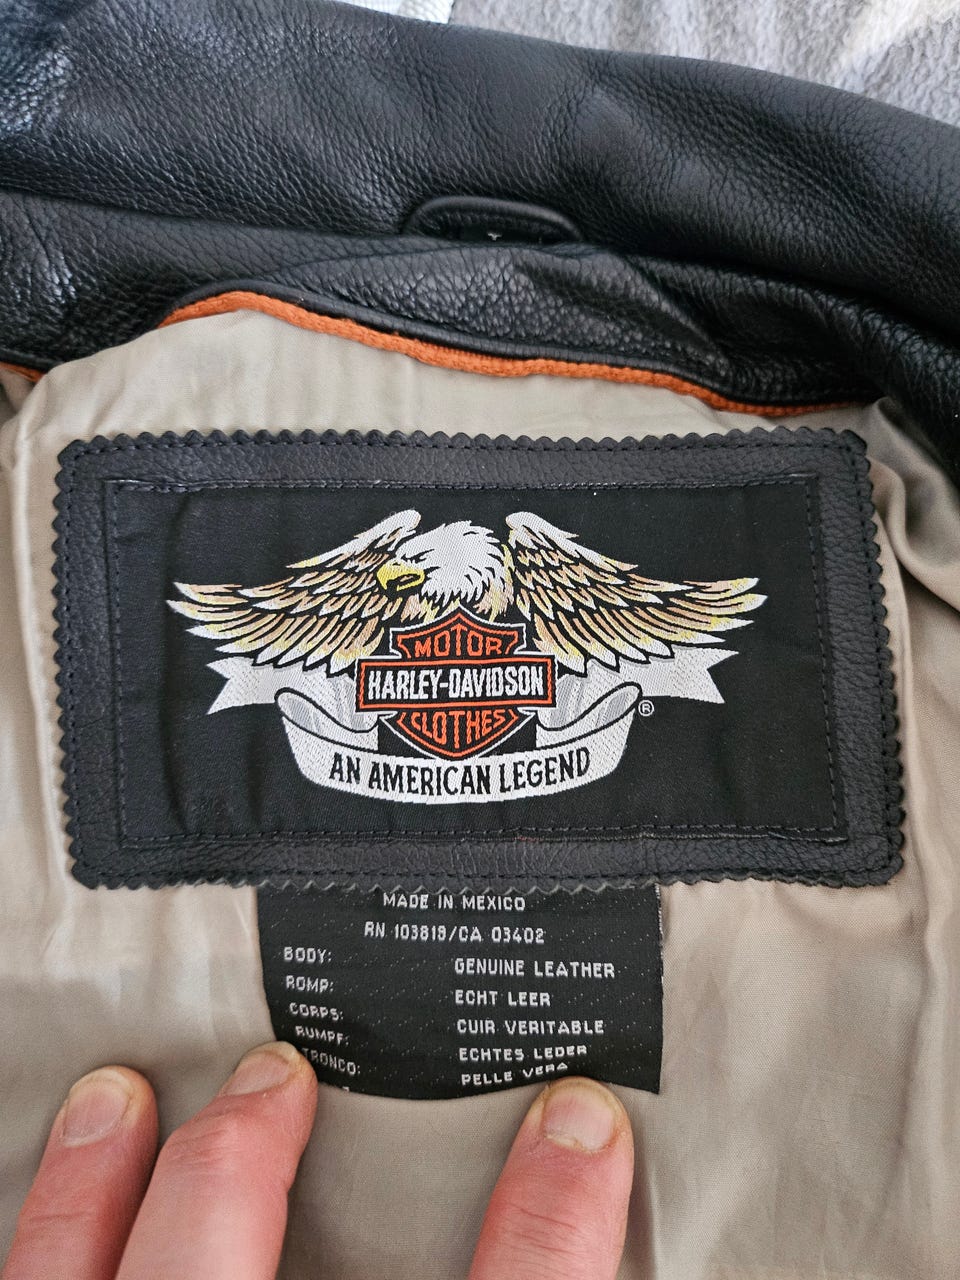 MOTOR
HARLEY-DAVIDSON
CLOTHES
®
AN AMERICAN LEGEND
MADE IN MEXICO
RN 103819/CA 03402
BODY: GENUINE LEATHER
ROMP: ECHT LEER
CORPS: CUIR VERITABLE
RUMPF: ECHTES LEDER
TRONCO: PELLE VERA